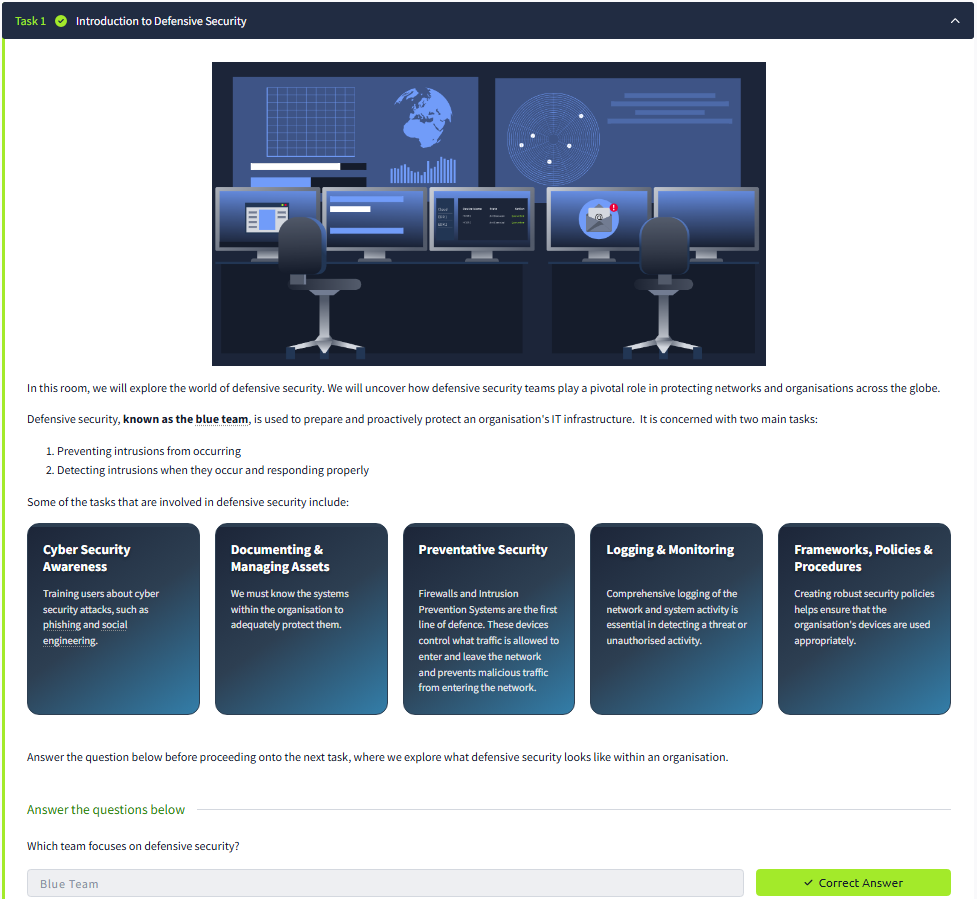 Task 1 Introduction to Defensive Security
In this room, we will explore the world of defensive security. We will uncover how defensive security teams play a pivotal role in protecting networks and organisations across the globe.
Defensive security, known as the blue team, is used to prepare and proactively protect an organisation's IT infrastructure. It is concerned with two main tasks:
1. Preventing intrusions from occurring
2. Detecting intrusions when they occur and responding properly
Some of the tasks that are involved in defensive security include:
Cyber Security
Awareness
Training users about cyber
security attacks, such as
phishing and social
engineering.
Documenting &
Managing Assets
We must know the systems
within the organisation to
adequately protect them.
Preventative Security
Firewalls and Intrusion
Prevention Systems are the first
line of defence. These devices
control what traffic is allowed to
enter and leave the network
and prevents malicious traffic
from entering the network.
Logging & Monitoring
Comprehensive logging of the
network and system activity is
essential in detecting a threat or
unauthorised activity.
Frameworks, Policies &
Procedures
Creating robust security policies
helps ensure that the
organisation's devices are used
appropriately.
Answer the question below before proceeding onto the next task, where we explore what defensive security looks like within an organisation.
Answer the questions below
Which team focuses on defensive security?
Blue Team
Correct Answer